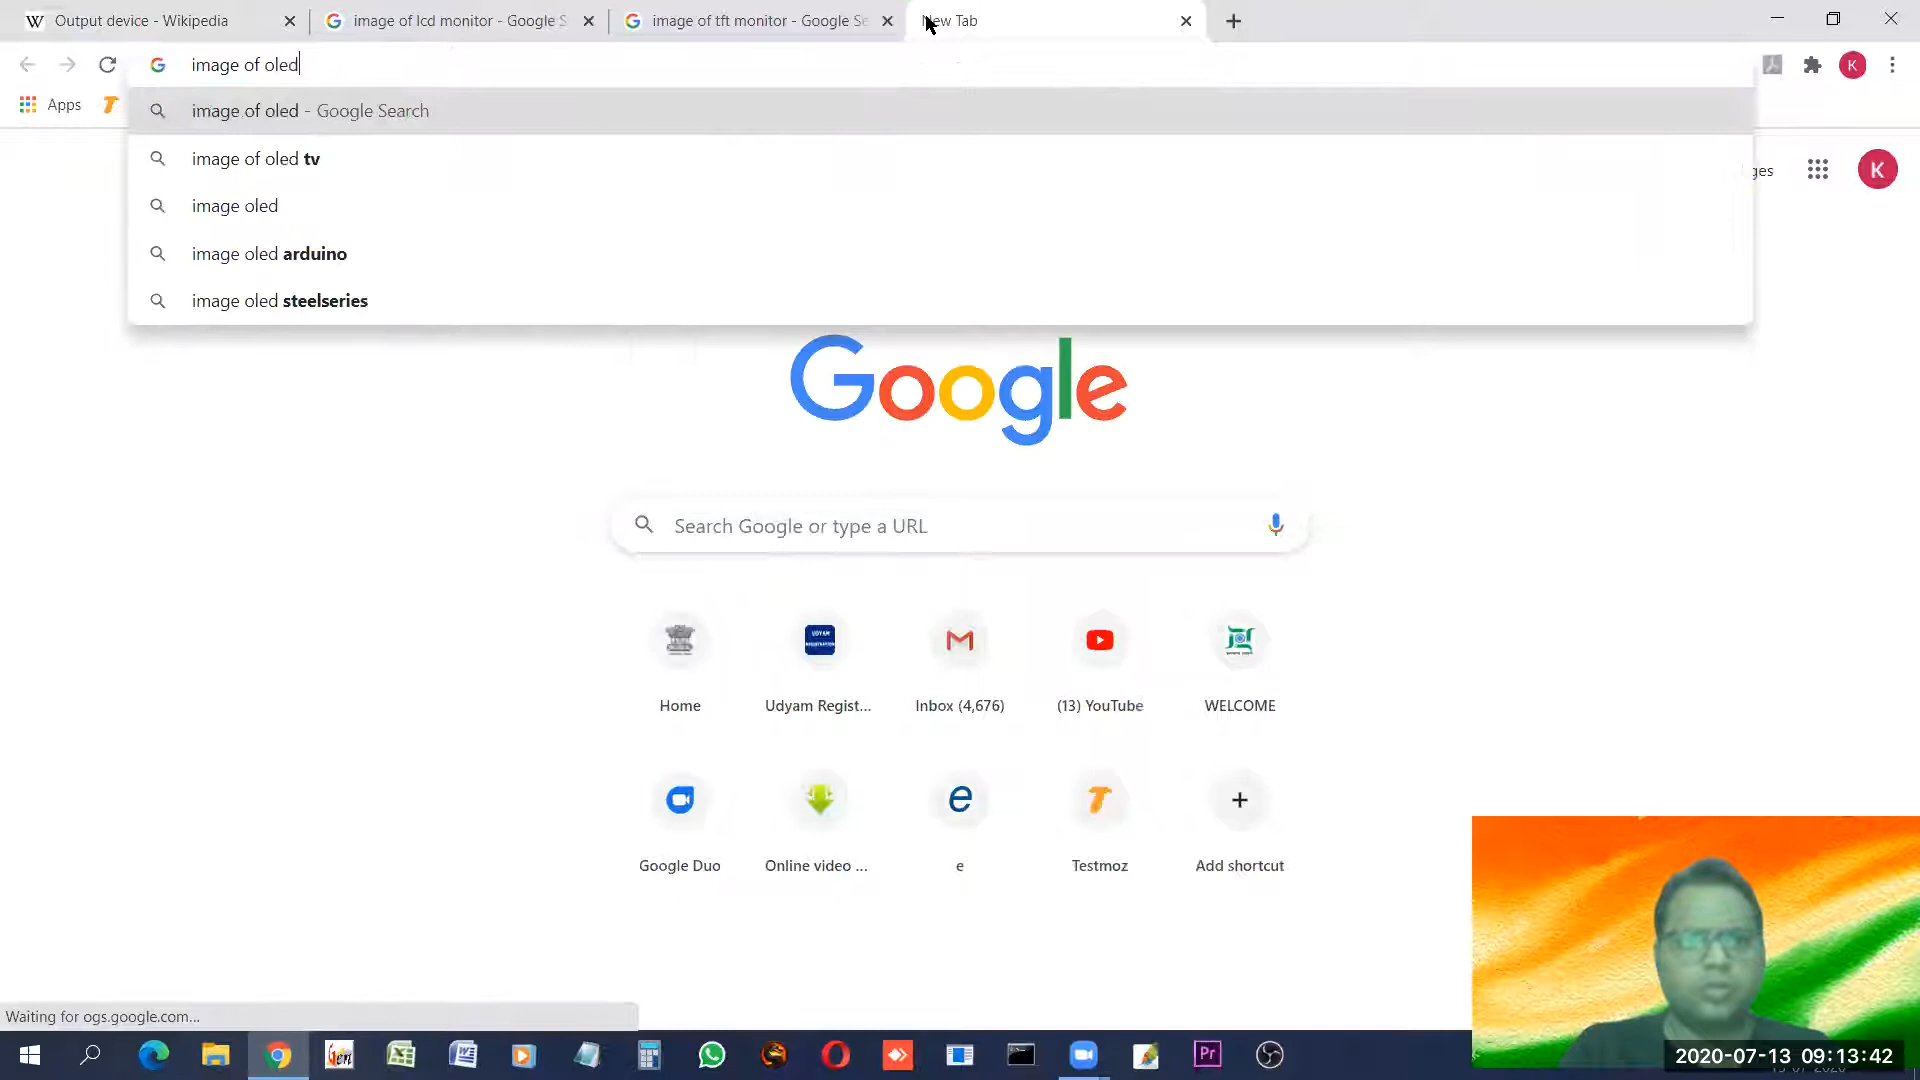 Output device - Wikipedia
image of lcd monitor - Google S
image of tft monitor - Google Se
New Tab
image of oled
K
Apps
image of oled - Google Search
image of oled tv
image oled
image oled arduino
image oled steelseries
ges
K
Google
Search Google or type a URL
Home
Udyam Regist...
Inbox (4,676)
(13) YouTube
WELCOME
Google Duo
Online video ...
e
Testmoz
Add shortcut
Waiting for ogs.google.com...
2020-07-13 09:13:42